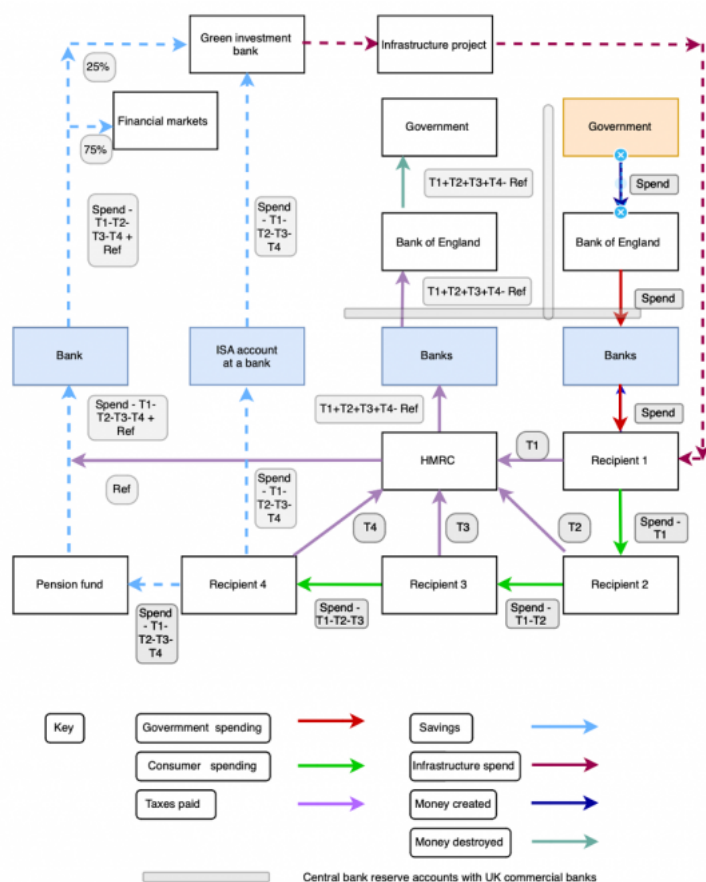 Green investment
bank
Infrastructure project
25%
Financial markets
75%
Government
Government
T1+T2+T3+T4- Ref
Spend
Spend -
T1-T2-
T3-T4 +
Ref
Spend
- T1-
T2-T3-
T4
Bank of England
Bank of England
T1+T2+T3+T4- Ref
Spend
Bank
ISA account
at a bank
Banks
Banks
Spend - T1-
T2-T3-T4 +
Ref
T1+T2+T3+T4- Ref
Spend
T1
HMRC
Recipient 1
Ref
Spend
- T1-
T2-T3-
T4
T4
T3
T2
Spend -
T1
Pension fund
Recipient 4
Recipient 3
Recipient 2
Spend
- T1-
T2-T3-
T4
Spend -
T1-T2-T3
Spend -
T1-T2
Key
Government spending
Savings
Consumer spending
Infrastructure spend
Taxes paid
Money created
Money destroyed
Central bank reserve accounts with UK commercial banks